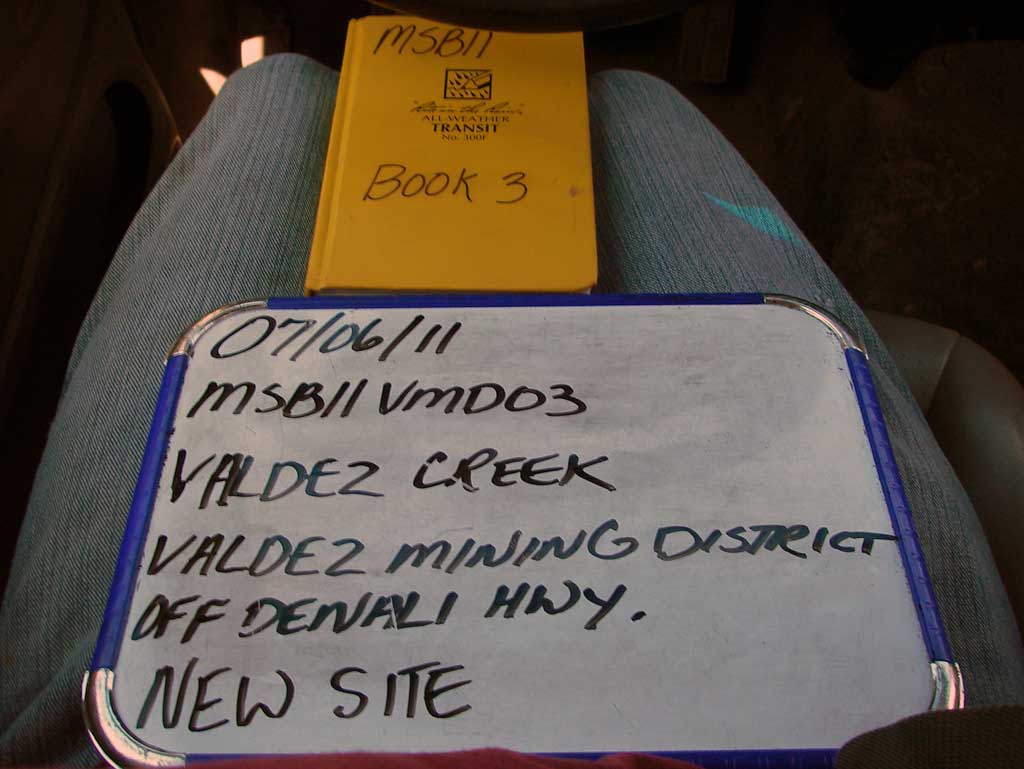 MSB11
"Rite in the Rain"
ALL-WEATHER
TRANSIT
No. 300F
BOOK 3
07/06/11
MSB11VMD03
VALDEZ CREEK
VALDEZ MINING DISTRICT
OFF DENALI HWY.
NEW SITE